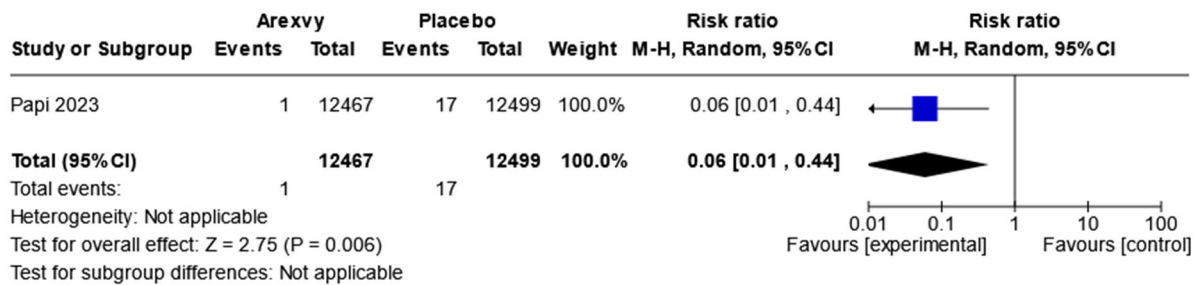 Arexvy Placebo Risk ratio Risk ratio
Study or Subgroup Events Total Events Total Weight M-H, Random, 95% CI M-H, Random, 95% CI
Papi 2023 1 12467 17 12499 100.0% 0.06 [0.01 , 0.44]
Total (95% CI) 12467 12499 100.0% 0.06 [0.01 , 0.44]
Total events: 1 17
Heterogeneity: Not applicable
Test for overall effect: Z = 2.75 (P = 0.006)
Test for subgroup differences: Not applicable
0.01 0.1 1 10 100
Favours [experimental] Favours [control]